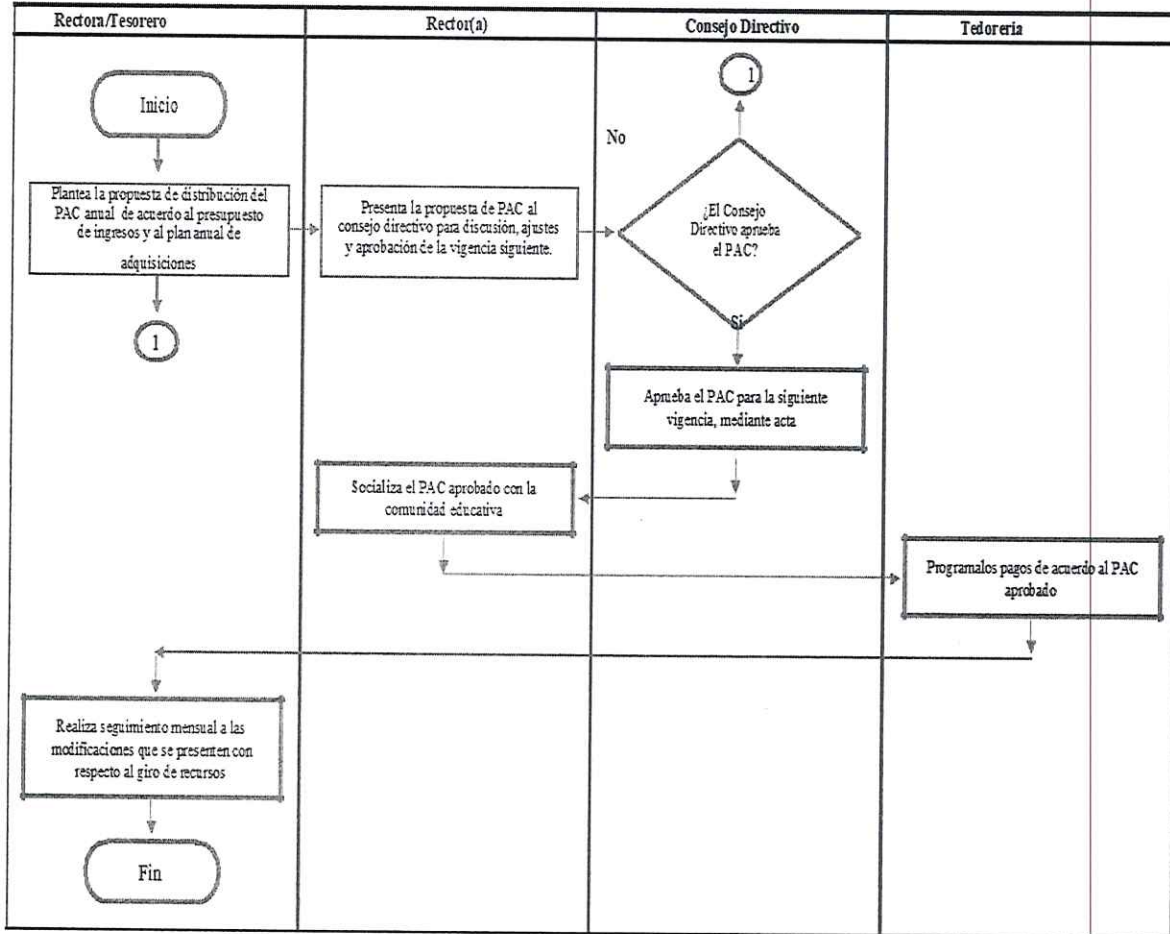 Rectora/Tesorero
Rector(a)
Consejo Directivo
Tedoreria
1
Inicio
No
Plantea la propuesta de distribución del
PAC anual de acuerdo al presupuesto
de ingresos y al plan anual de
adquisiciones
Presenta la propuesta de PAC al
consejo directivo para discusión, ajustes
y aprobación de la vigencia siguiente.
¿El Consejo
Directivo aprueba
el PAC?
Si
1
Aprueba el PAC para la siguiente
vigencia, mediante acta
Socializa el PAC aprobado con la
comunidad educativa
Programalos pagos de acuerdo al PAC
aprobado
Realiza seguimiento mensual a las
modificaciones que se presenten con
respecto al giro de recursos
Fin